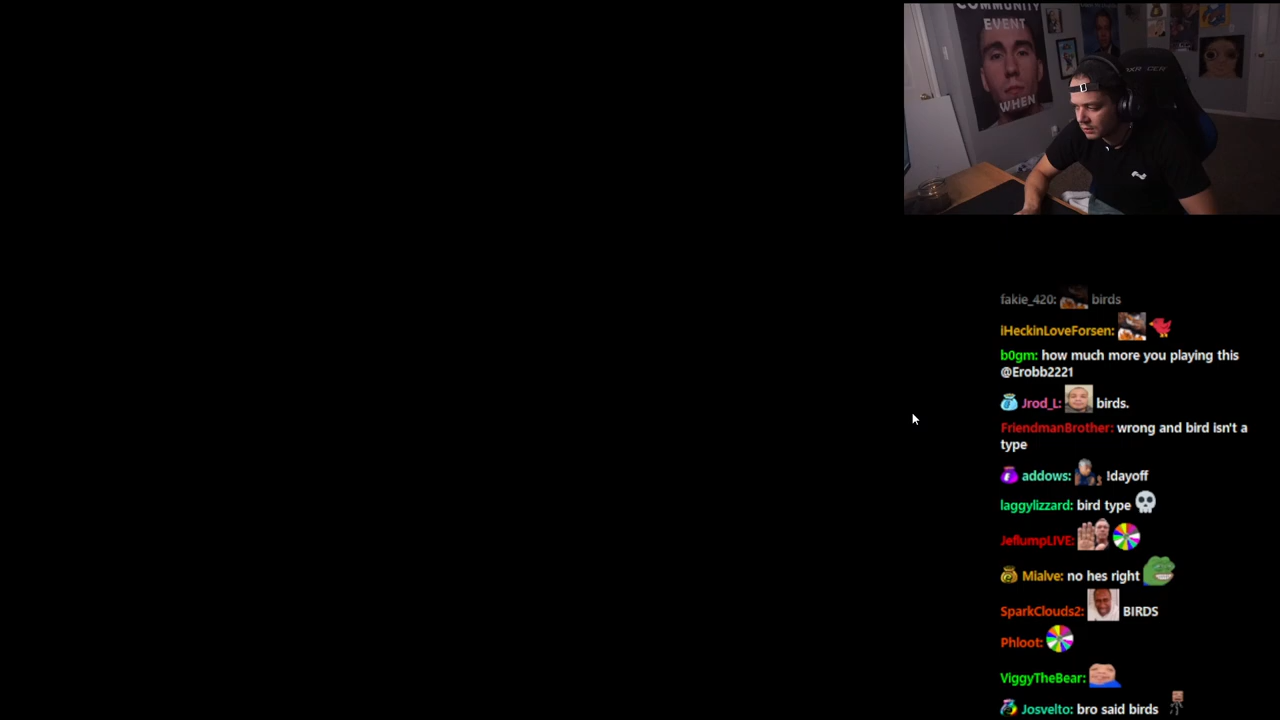 COMMUNITY
EVENT
WHEN
fakie_420: birds
iHeckinLoveForsen:
b0gm: how much more you playing this
@Erobb2221
Jrod_L: birds.
FriendmanBrother: wrong and bird isn't a
type
addows: !dayoff
laggylizzard: bird type
JeflumpLIVE:
Mialve: no hes right
SparkClouds2: BIRDS
Phloot:
ViggyTheBear:
Josvelto: bro said birds